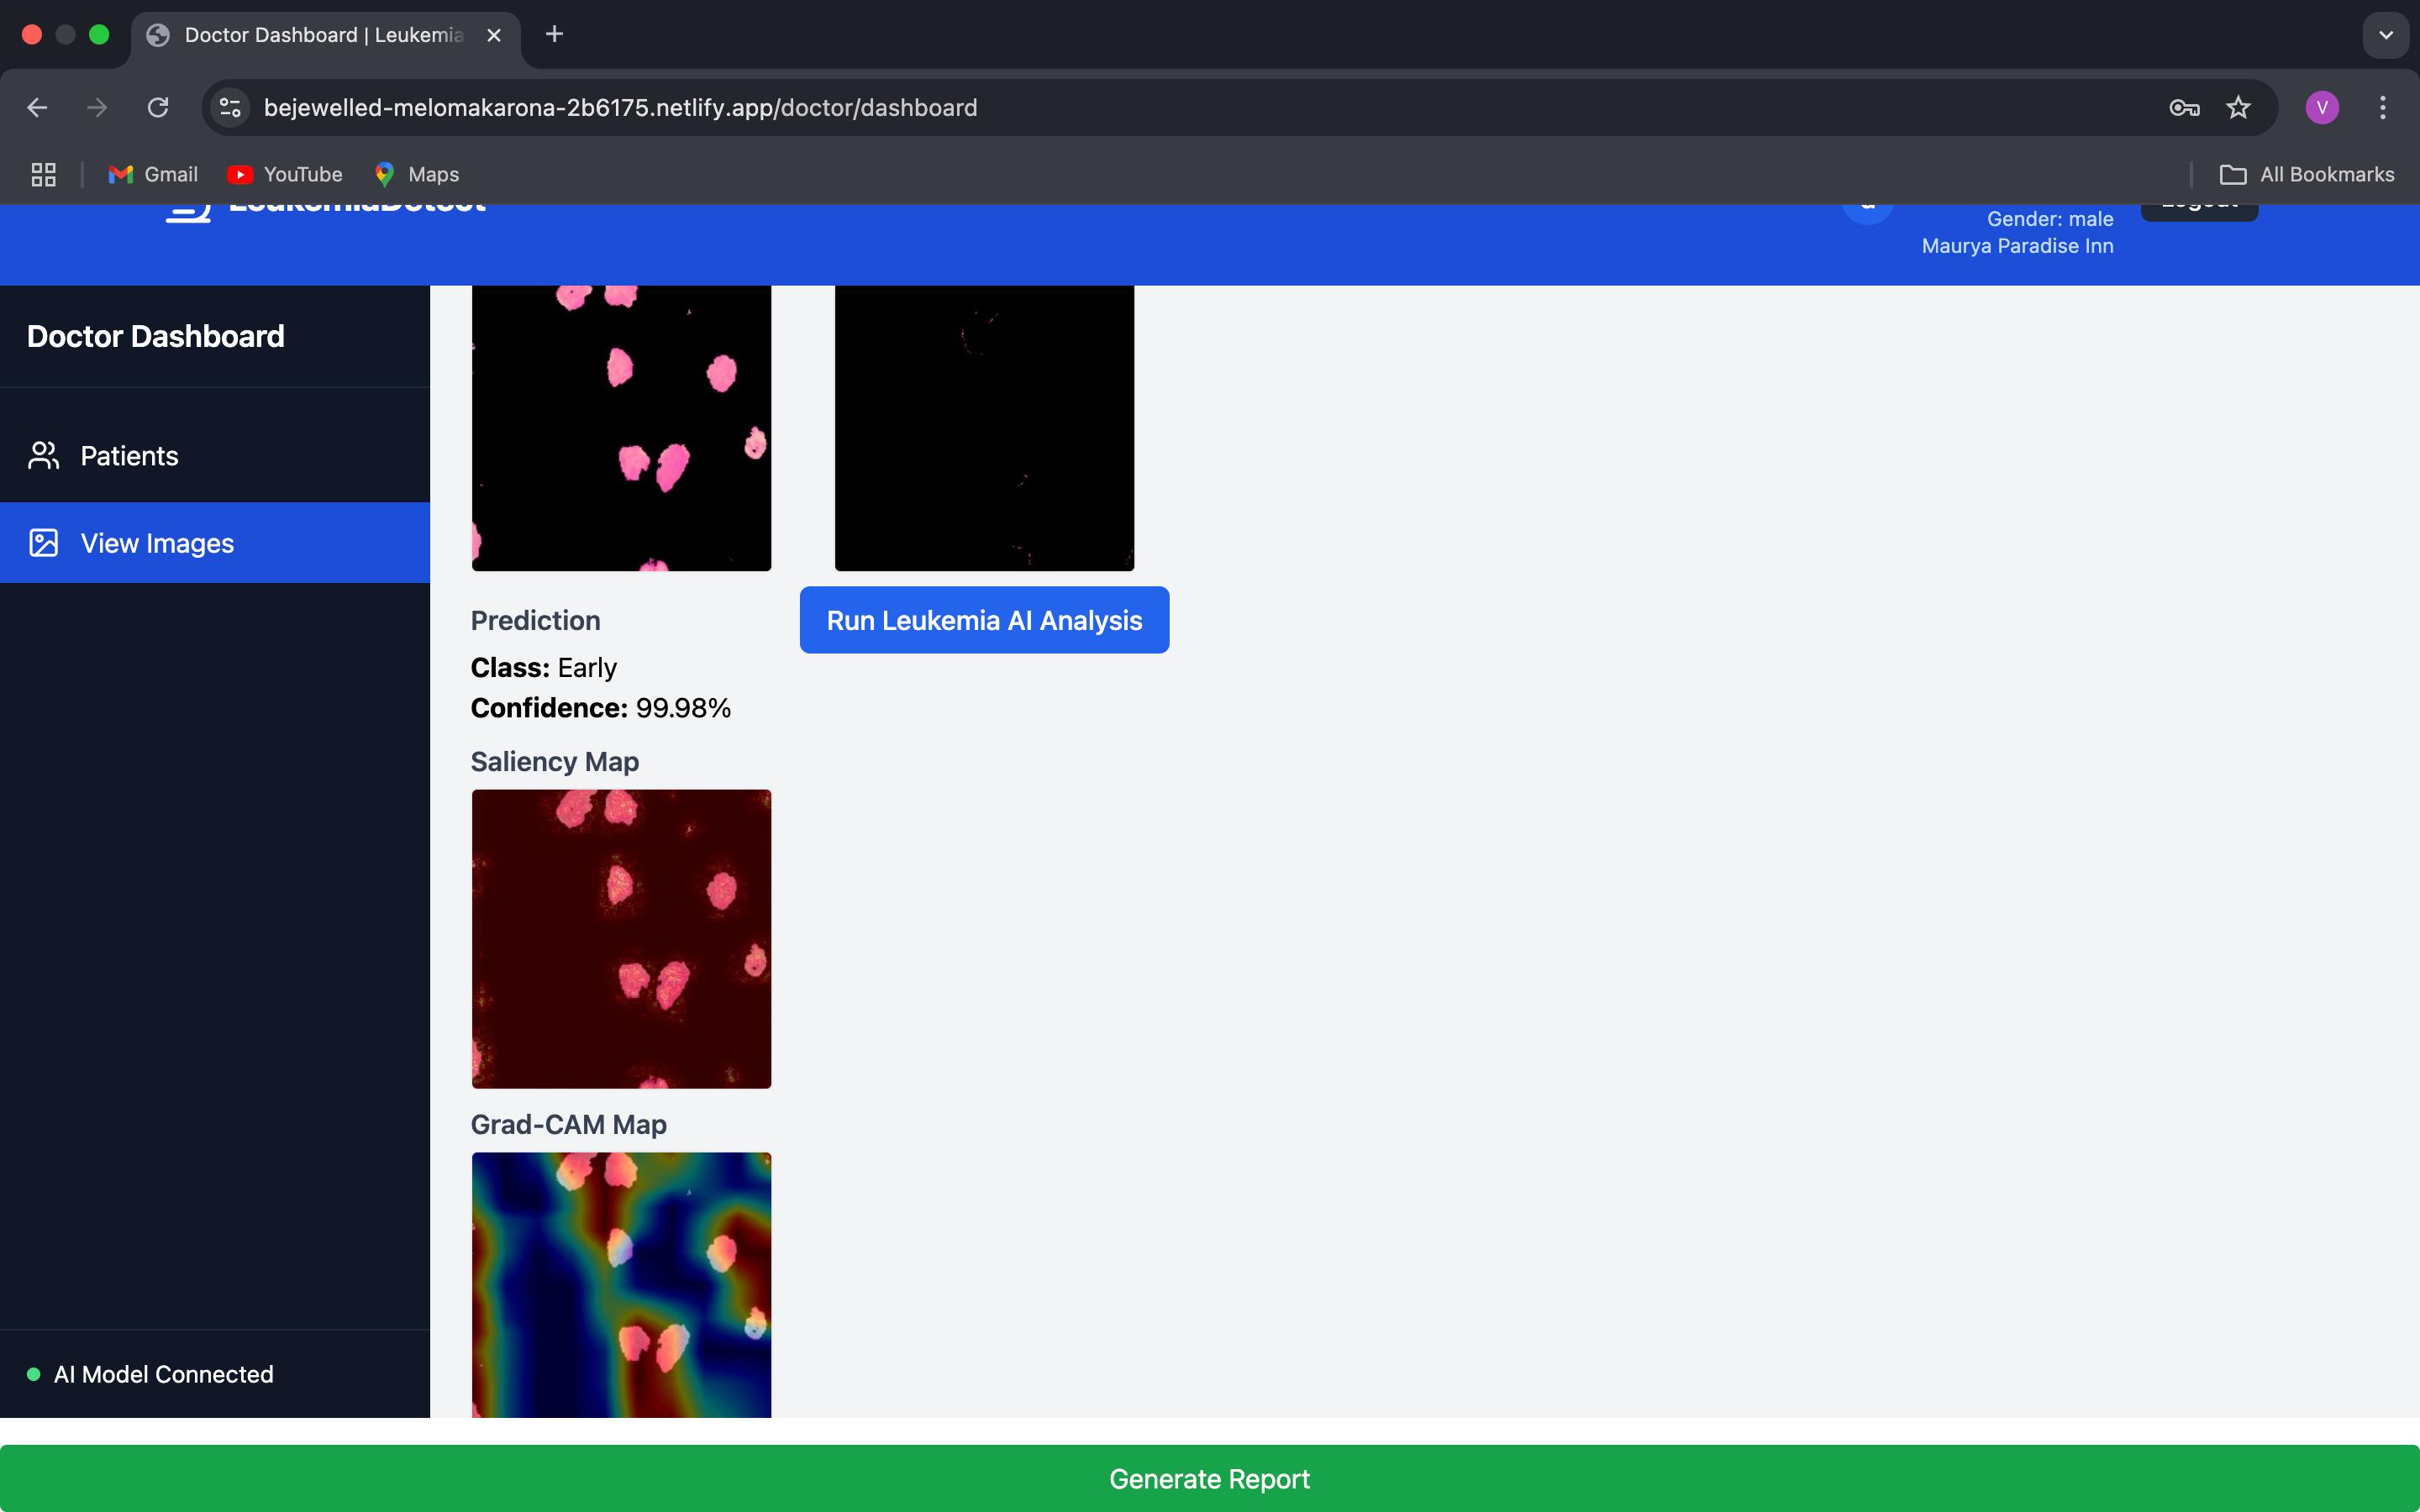 Doctor Dashboard | Leukemia
bejewelled-melomakarona-2b6175.netlify.app/doctor/dashboard
V
Gmail
YouTube
Maps
All Bookmarks
LeukemiaDetect
Logout
Gender: male
Maurya Paradise Inn
Doctor Dashboard
Patients
View Images
AI Model Connected
Prediction
Class: Early
Confidence: 99.98%
Run Leukemia AI Analysis
Saliency Map
Grad-CAM Map
Generate Report